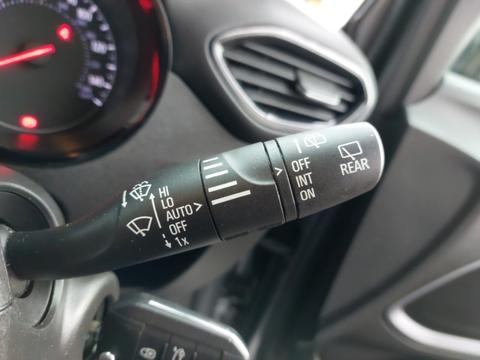 HI
LO
AUTO >
OFF
1x
>
OFF
INT
ON
REAR